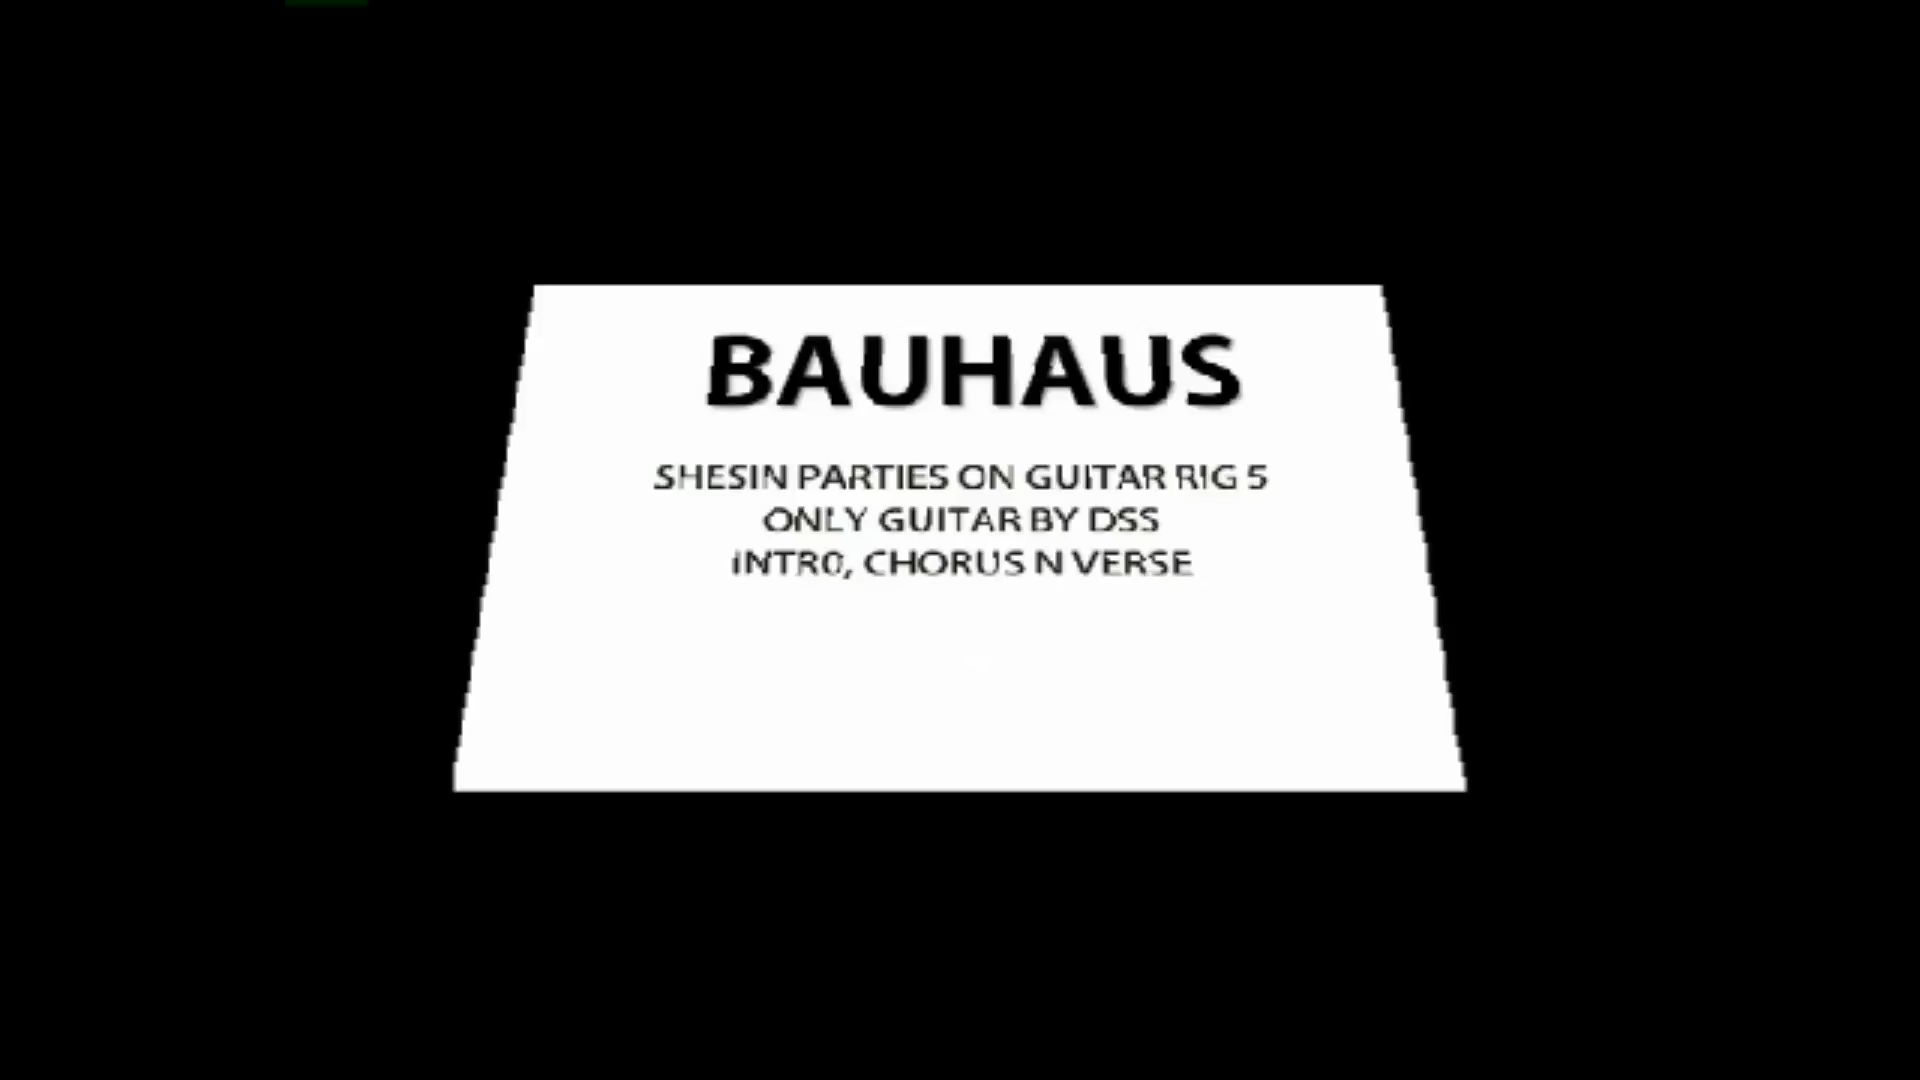 BAUHAUS
SHESIN PARTIES ON GUITAR RIG 5
ONLY GUITAR BY DSS
INTR0, CHORUS N VERSE